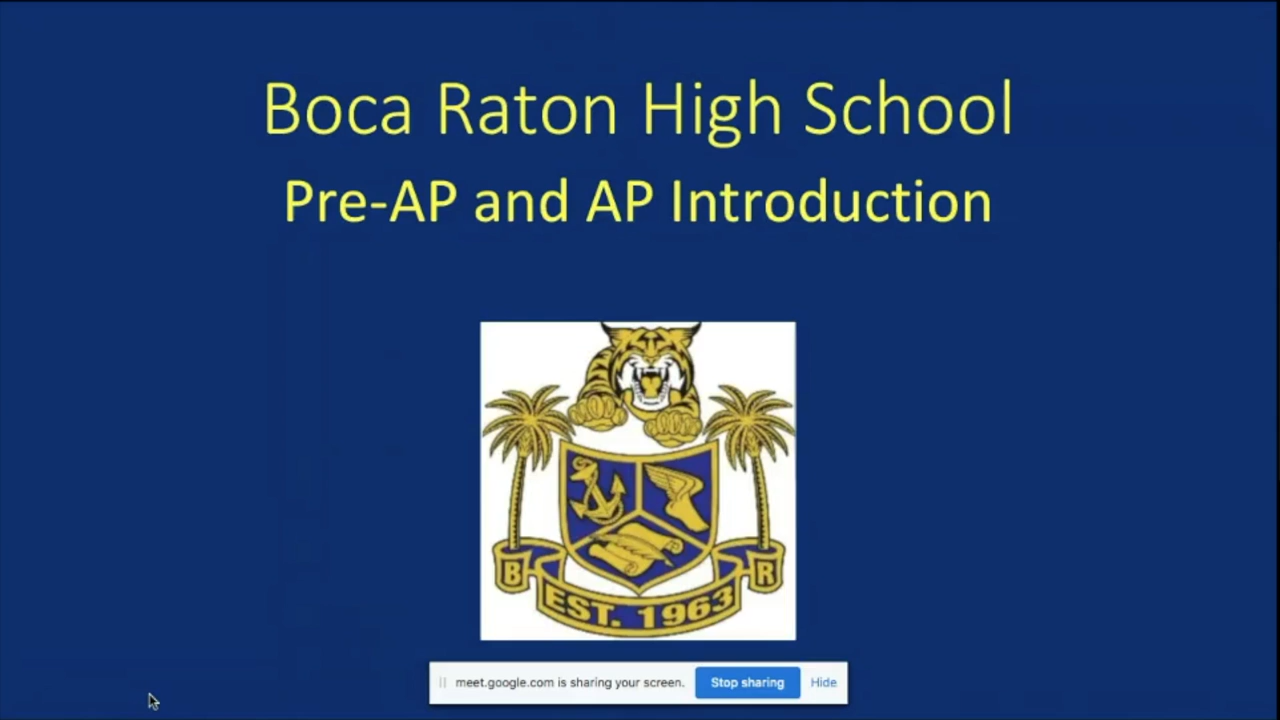 Boca Raton High School
Pre-AP and AP Introduction
B R
EST. 1963
meet.google.com is sharing your screen. Stop sharing Hide